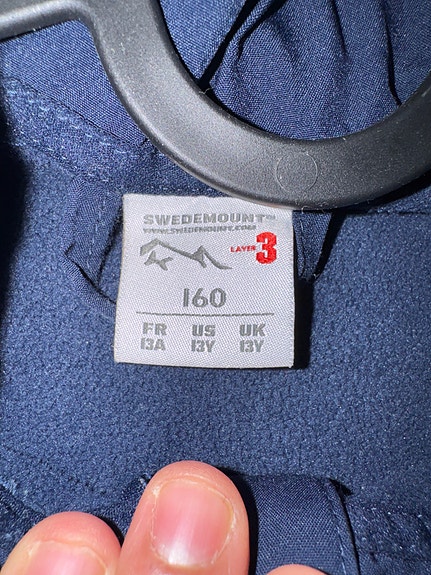 SWEDEMOUNT™
WWW.SWEDEMOUNT.COM
LAYER 3
160
FR US UK
13A 13Y 13Y